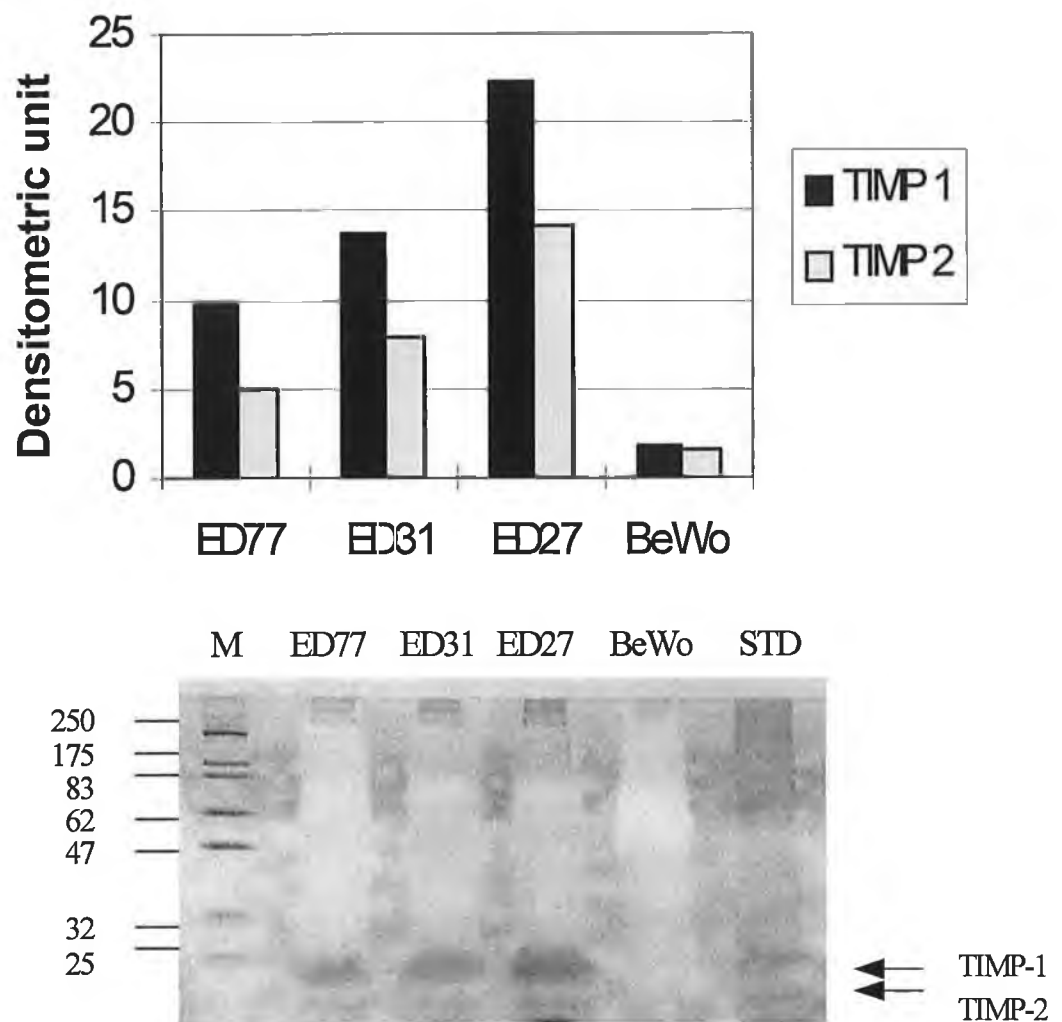 25
20
15
10
5
0
Densitometric unit
TIMP 1
TIMP 2
ED77 ED31 ED27 BeWo
M ED77 ED31 ED27 BeWo STD
250
175
83
62
47
32
25
TIMP-1
TIMP-2